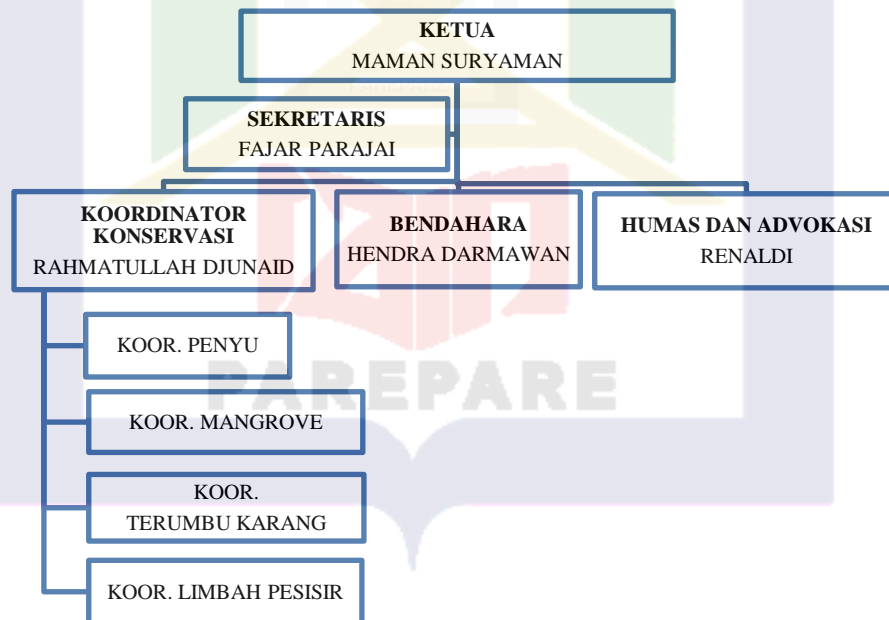 KETUA
MAMAN SURYAMAN
PAREPARE
SEKRETARIS
FAJAR PARAJAI
KOORDINATOR
KONSERVASI
RAHMATULLAH DJUNAID
BENDAHARA
HENDRA DARMAWAN
HUMAS DAN ADVOKASI
RENALDI
KOOR. PENYU
PAREPARE
KOOR. MANGROVE
KOOR.
TERUMBU KARANG
KOOR. LIMBAH PESISIR